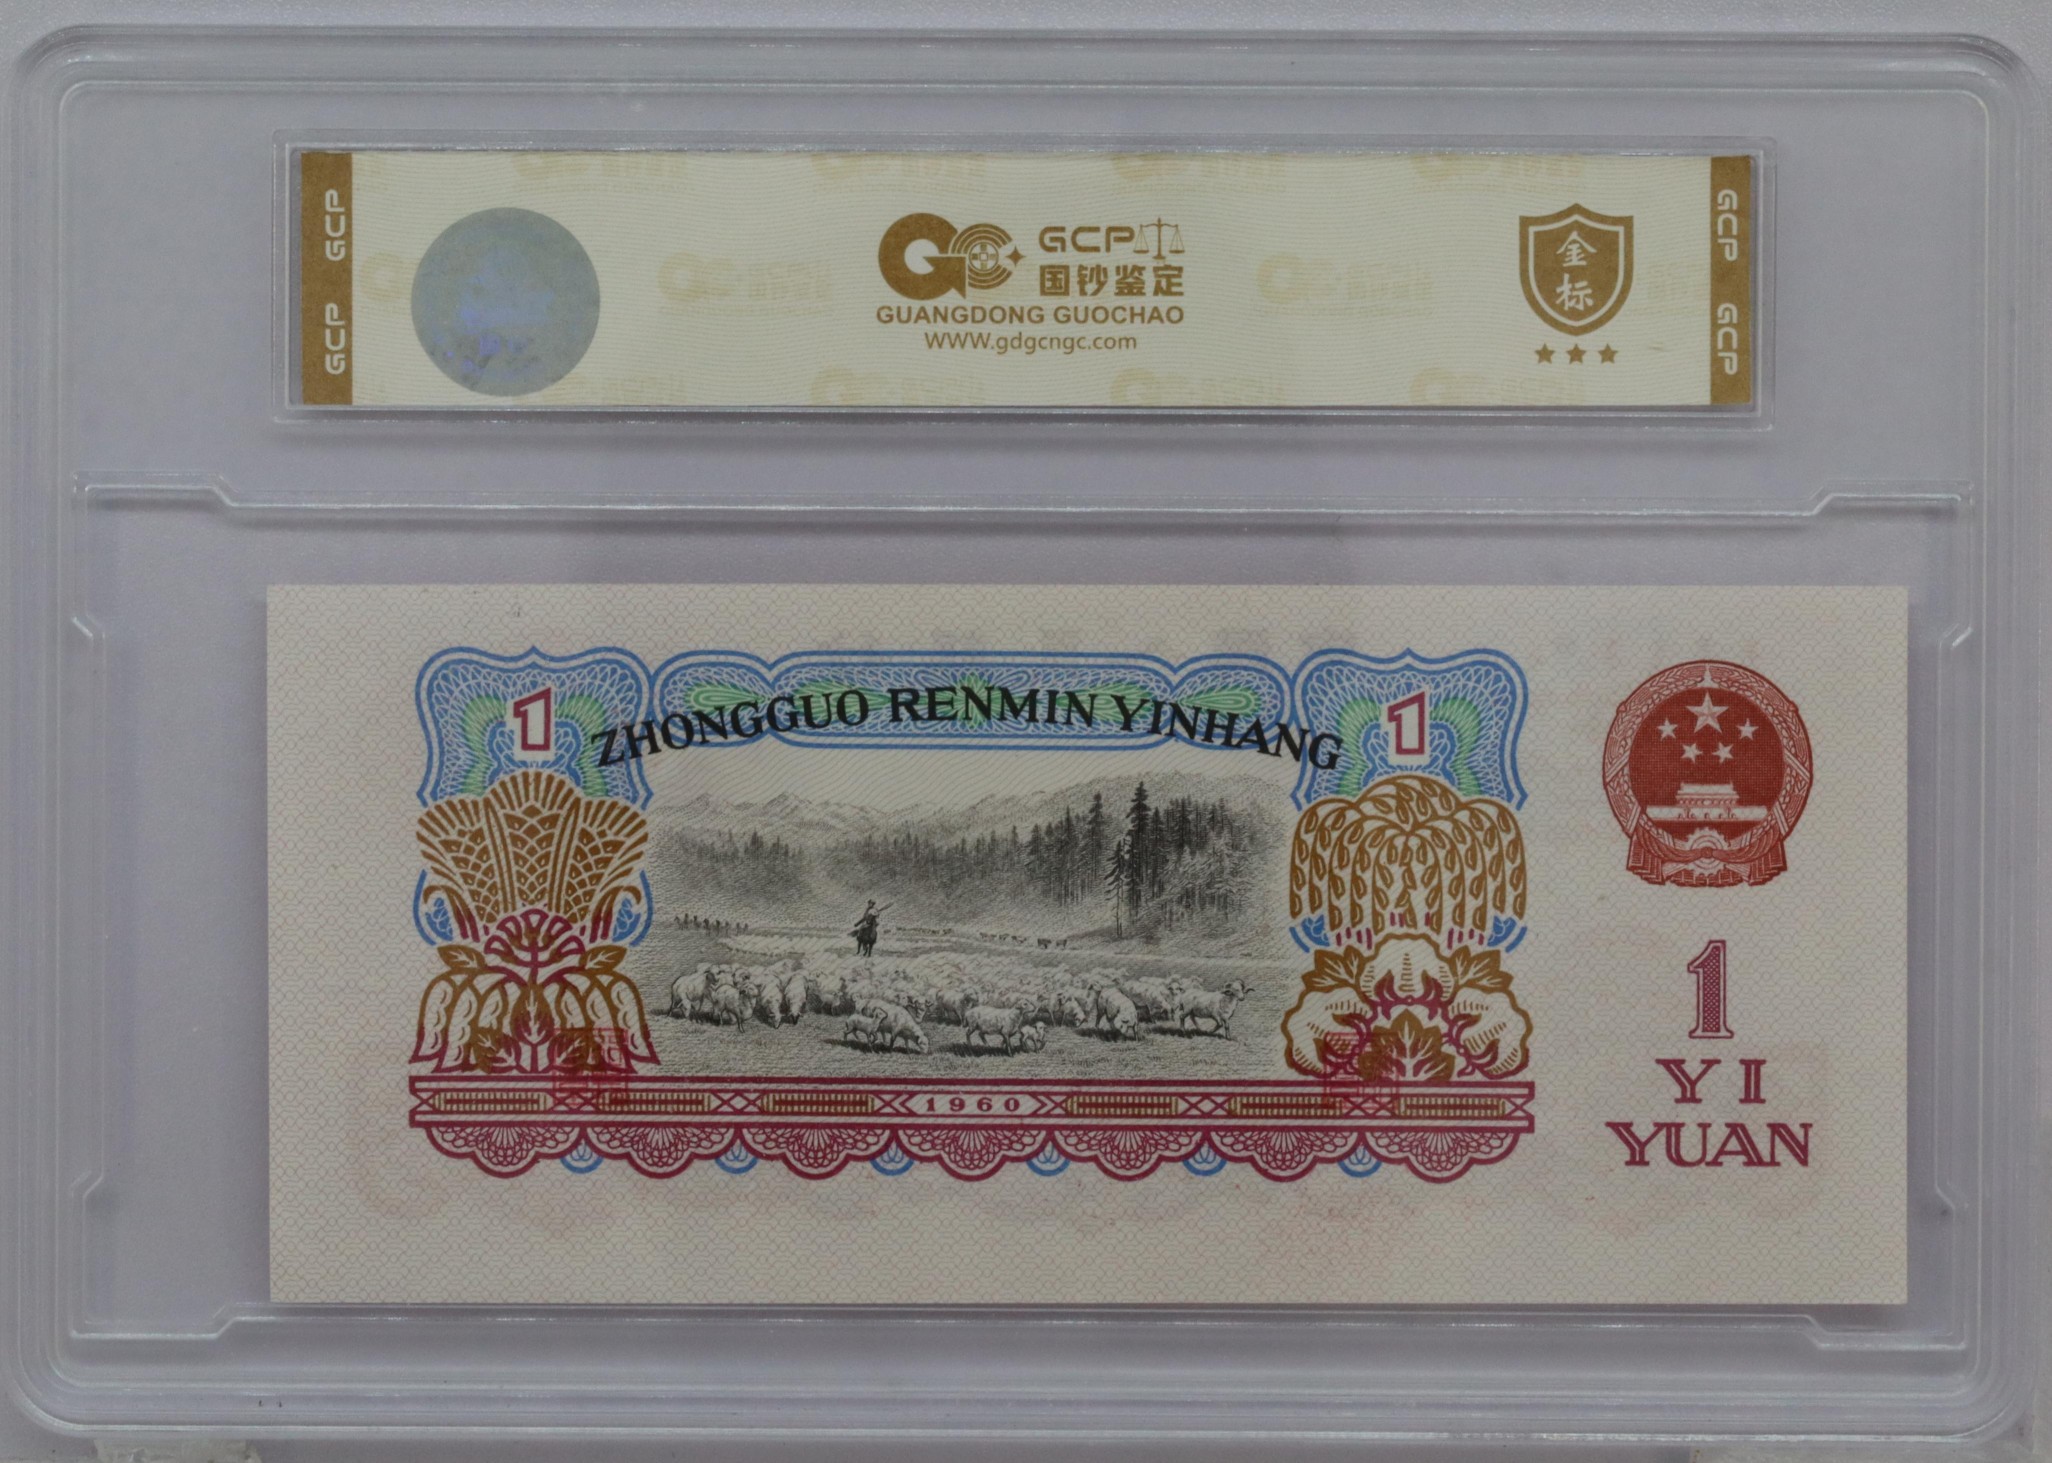 GCP GCP
GCP
国钞鉴定
GUANGDONG GUOCHAO
WWW.gdgcngc.com
金
标
GCP GCP
ZHONGGUO RENMIN YINHANG
1
1
1960
1
YI
YUAN